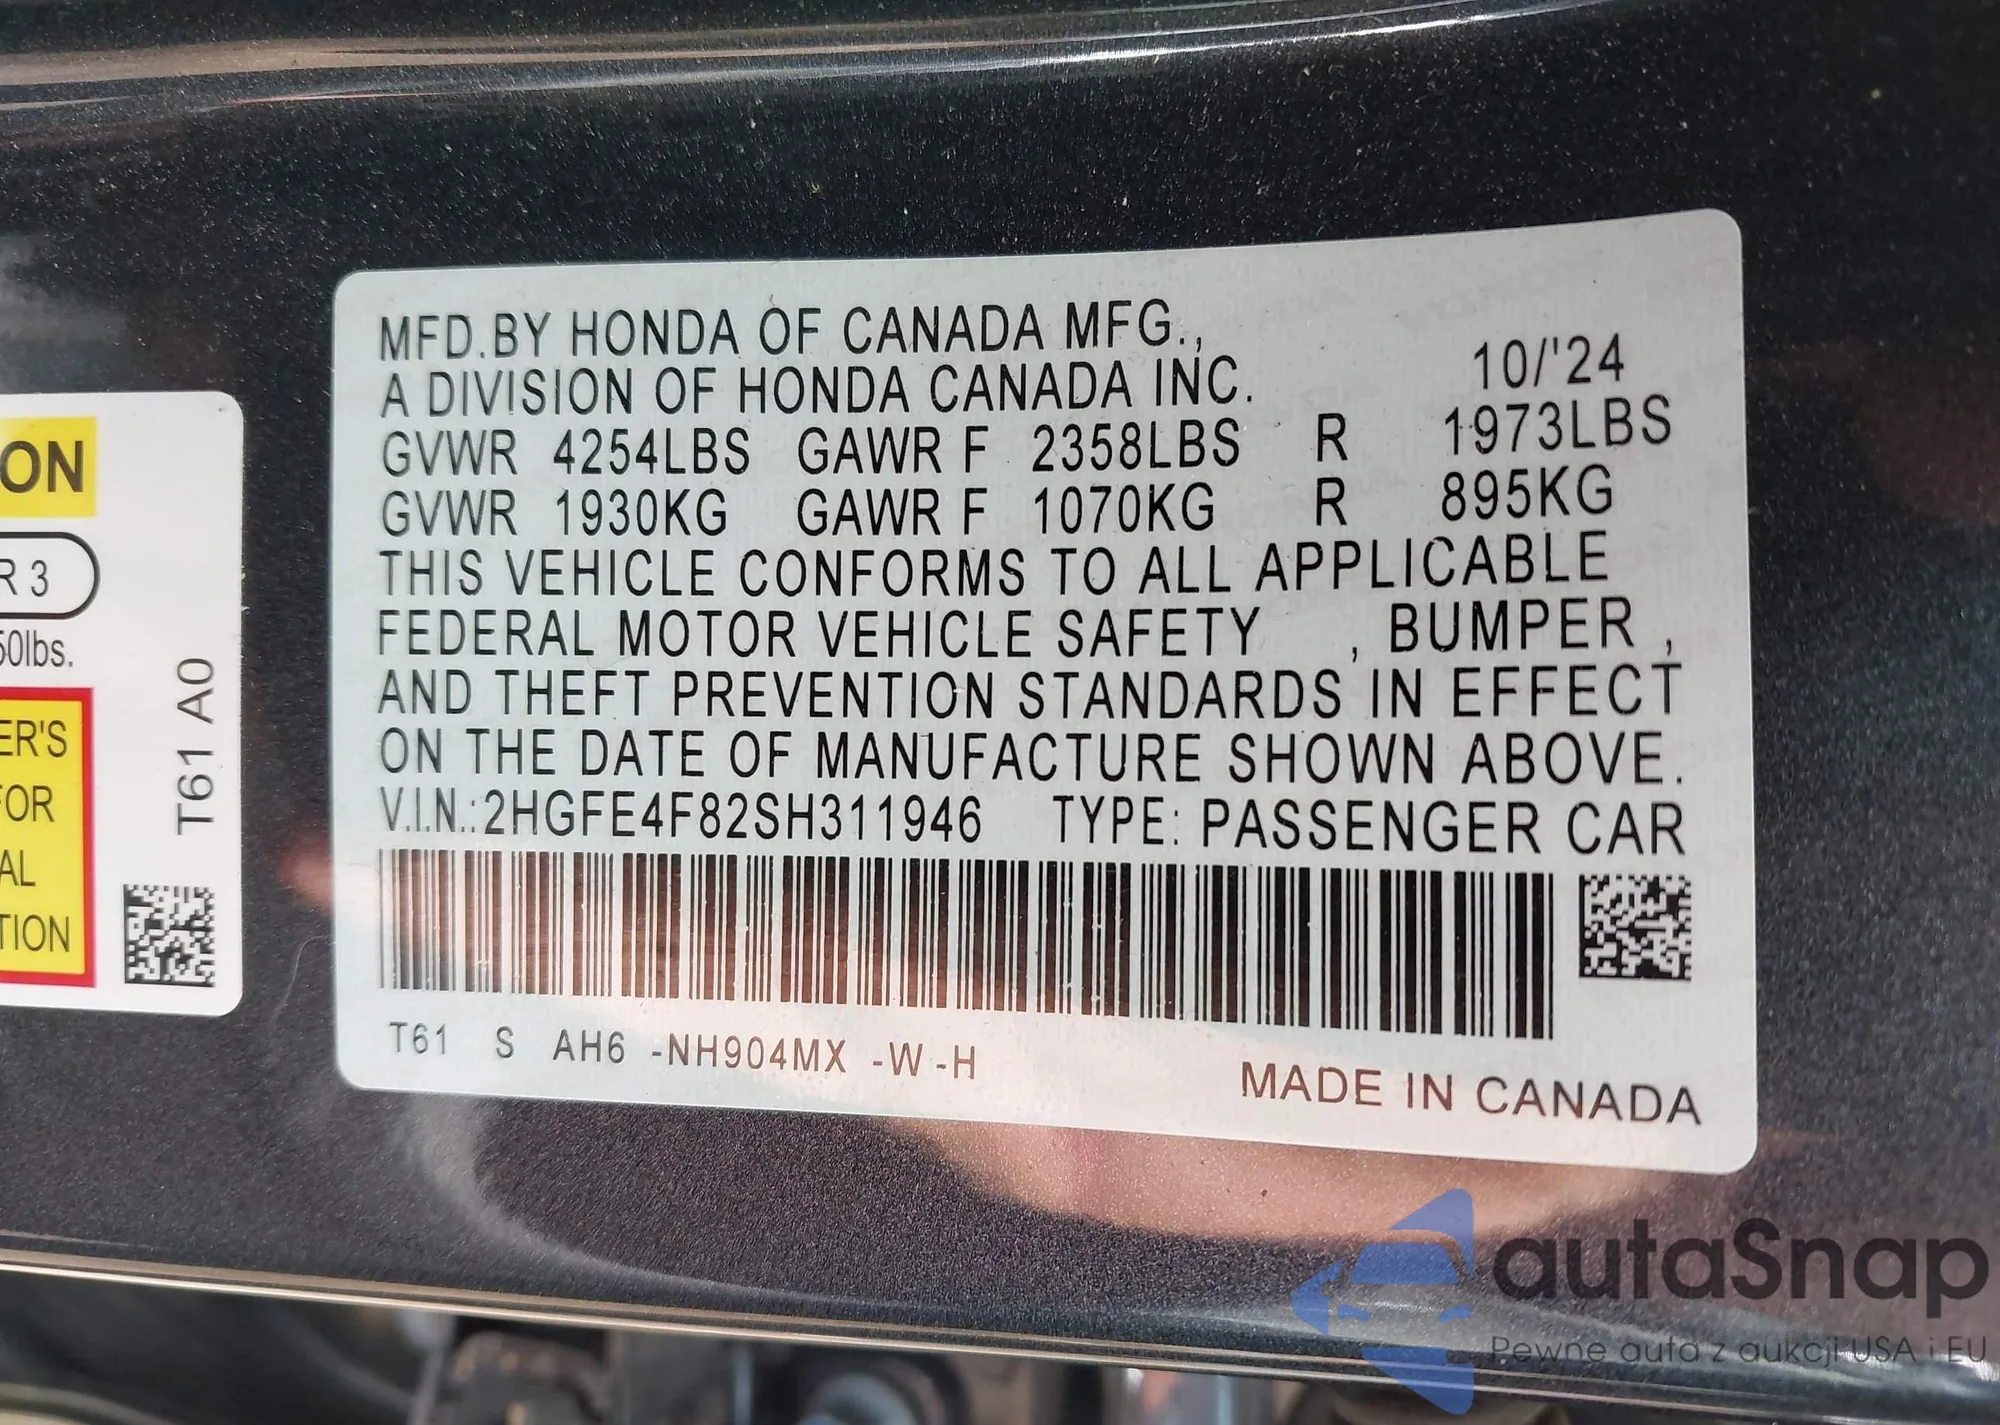 ON
R 3
50lbs.
ER'S
FOR
AL
TION
T61 A0
MFD.BY HONDA OF CANADA MFG.,
A DIVISION OF HONDA CANADA INC. 10/'24
GVWR 4254LBS GAWR F 2358LBS R 1973LBS
GVWR 1930KG GAWR F 1070KG R 895KG
THIS VEHICLE CONFORMS TO ALL APPLICABLE
FEDERAL MOTOR VEHICLE SAFETY , BUMPER ,
AND THEFT PREVENTION STANDARDS IN EFFECT
ON THE DATE OF MANUFACTURE SHOWN ABOVE.
V.I.N.:2HGFE4F82SH311946 TYPE: PASSENGER CAR
T61 S AH6 -NH904MX -W -H
MADE IN CANADA
autaSnap
Pewne auta z aukcji USA i EU